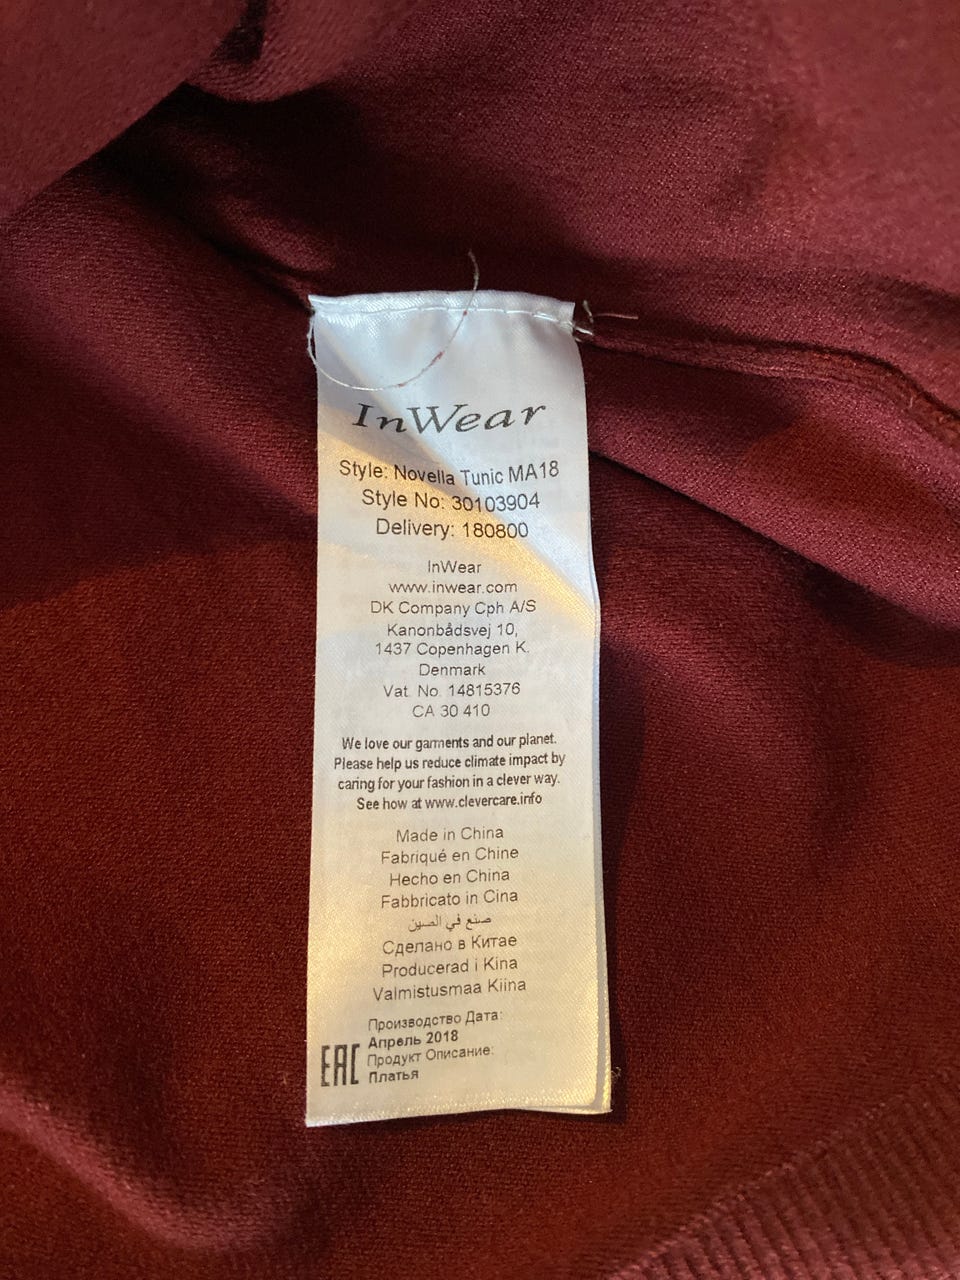 InWear
Style: Novella Tunic MA18
Style No: 30103904
Delivery: 180800
InWear
www.inwear.com
DK Company Cph A/S
Kanonbådsvej 10,
1437 Copenhagen K.
Denmark
Vat. No. 14815376
CA 30 410
We love our garments and our planet.
Please help us reduce climate impact by
caring for your fashion in a clever way.
See how at www.clevercare.info
Made in China
Fabriqué en Chine
Hecho en China
Fabbricato in Cina
صنع في الصين
Сделано в Китае
Producerad i Kina
Valmistusmaa Kiina
Производство Дата:
Апрель 2018
EAC
Продукт Описание:
Платья